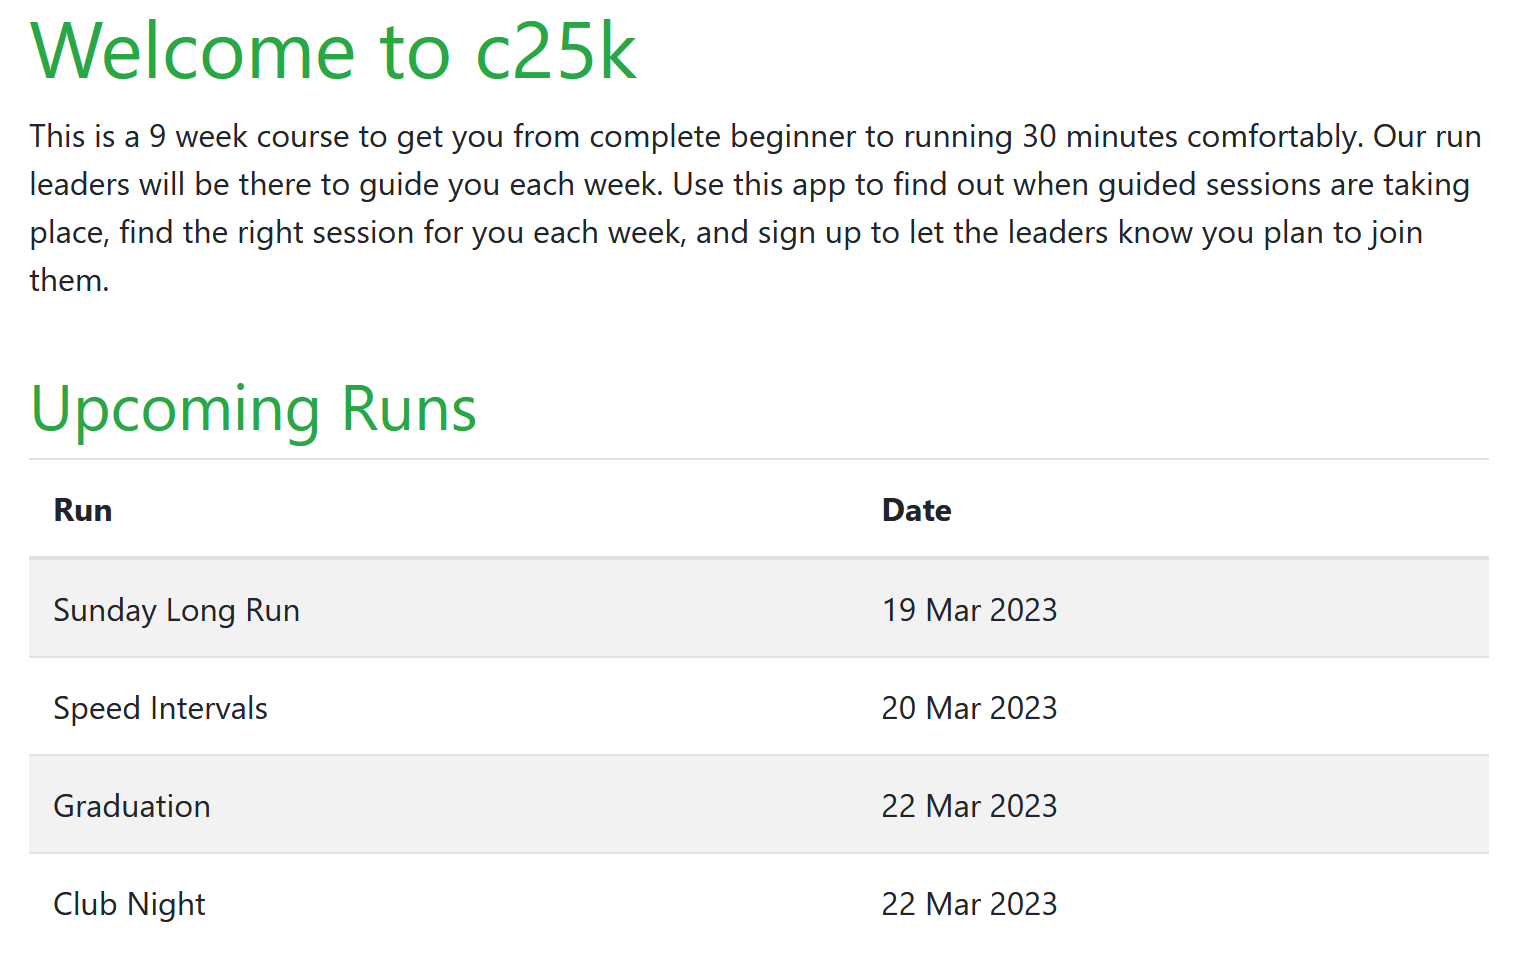 Welcome to c25k
This is a 9 week course to get you from complete beginner to running 30 minutes comfortably. Our run
leaders will be there to guide you each week. Use this app to find out when guided sessions are taking
place, find the right session for you each week, and sign up to let the leaders know you plan to join
them.
Upcoming Runs
Run Date
Sunday Long Run 19 Mar 2023
Speed Intervals 20 Mar 2023
Graduation 22 Mar 2023
Club Night 22 Mar 2023